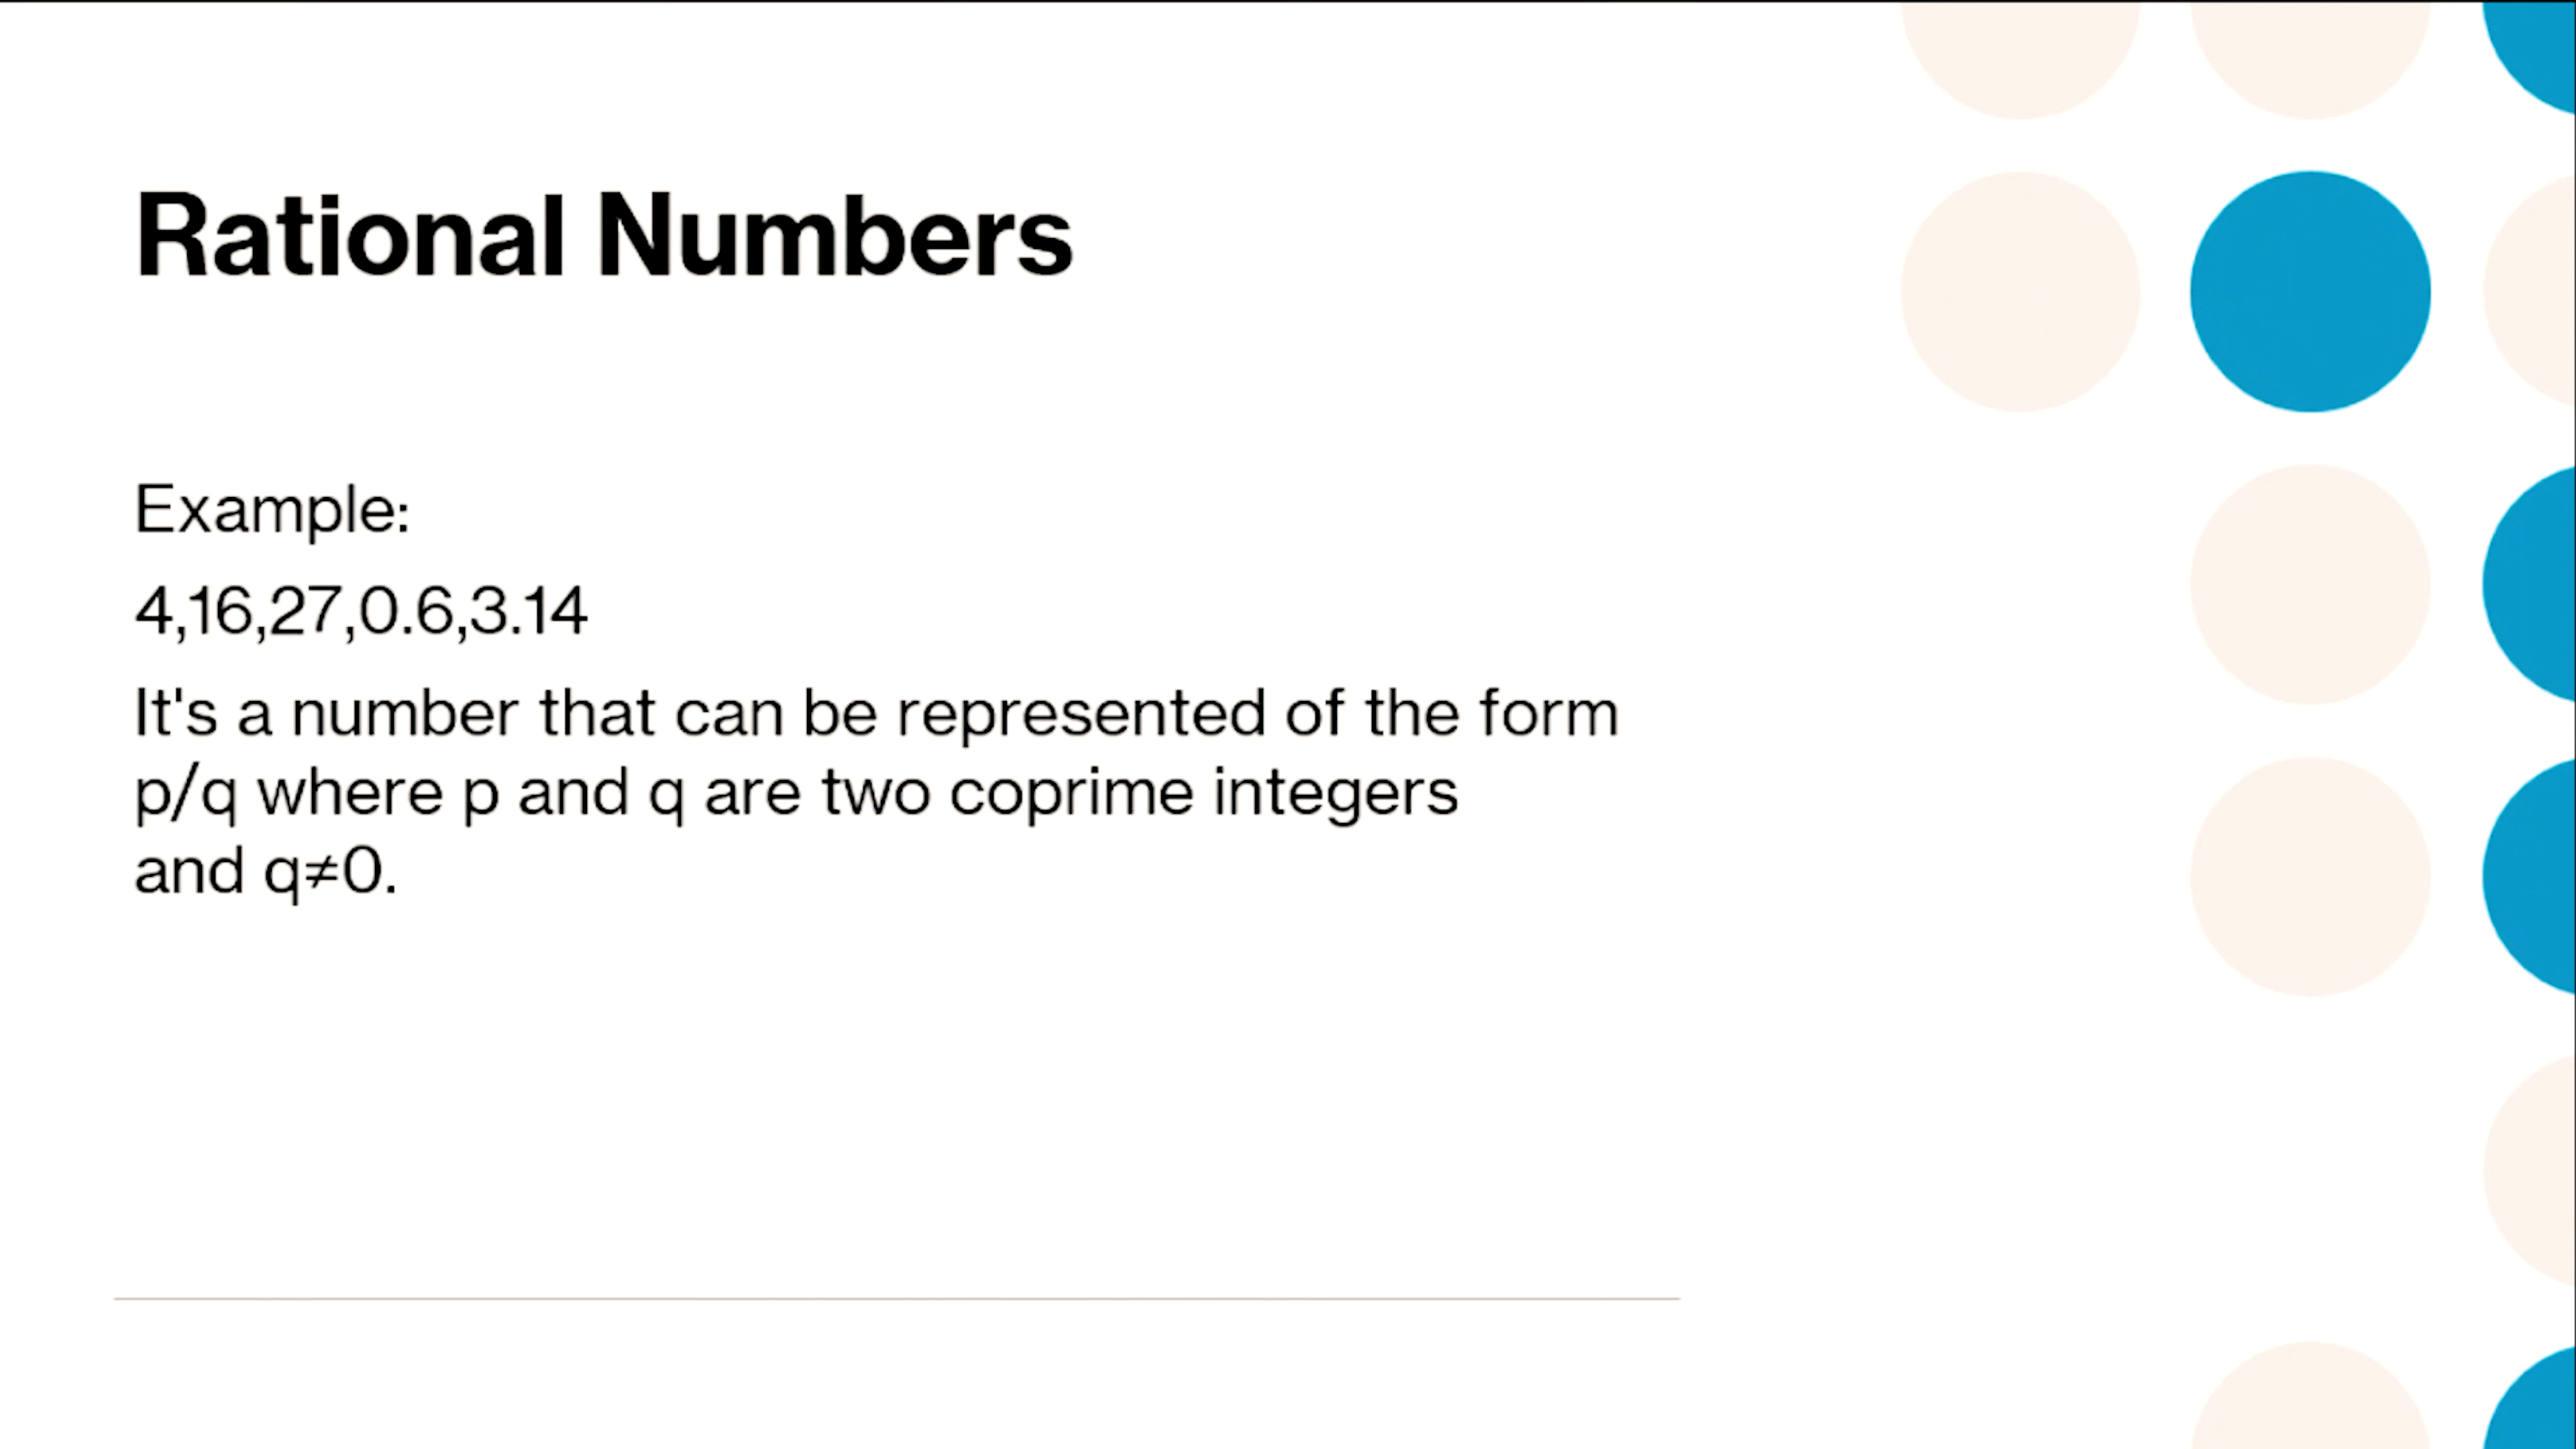 Rational Numbers
Example:
4,16,27,0.6,3.14
It's a number that can be represented of the form
p/q where p and q are two coprime integers
and q≠0.